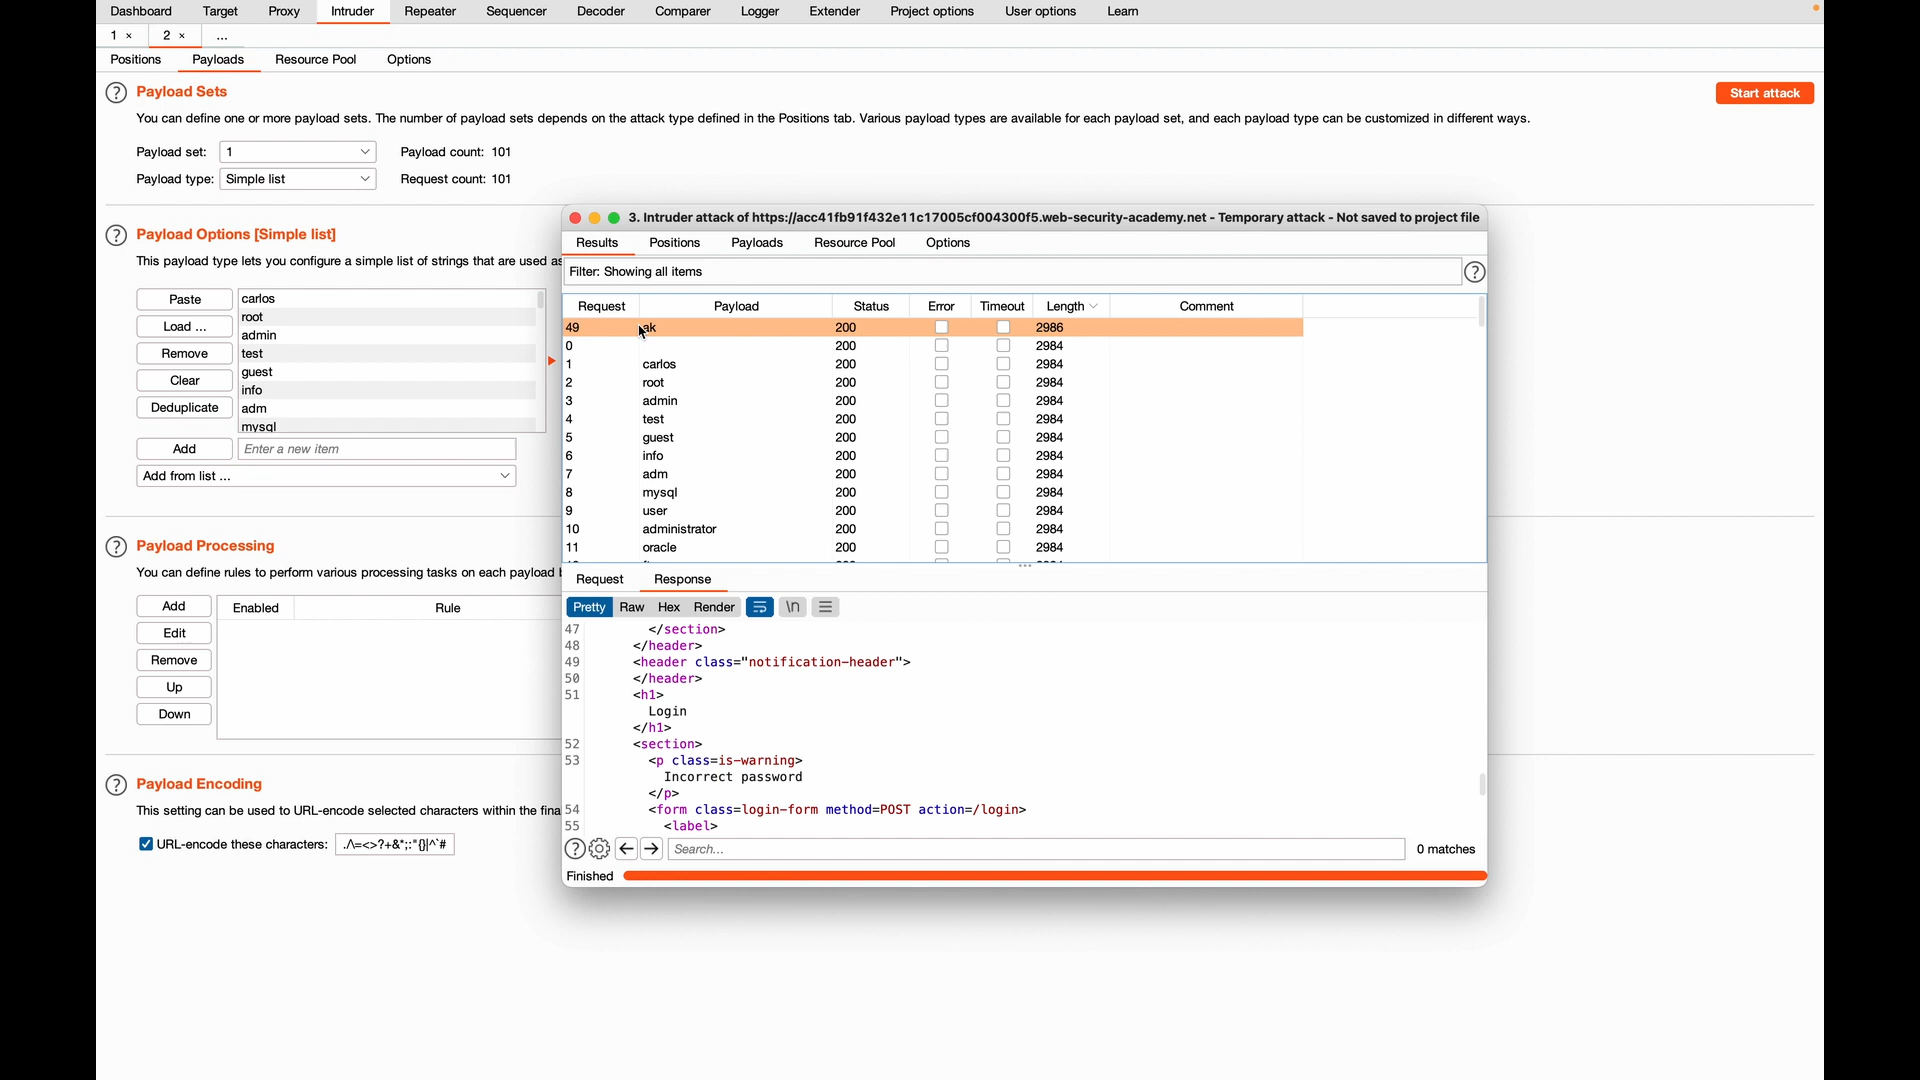 Dashboard Target Proxy Intruder Repeater Sequencer Decoder Comparer Logger Extender Project options User options Learn
1 × 2 × ...
Positions Payloads Resource Pool Options
? Payload Sets Start attack
You can define one or more payload sets. The number of payload sets depends on the attack type defined in the Positions tab. Various payload types are available for each payload set, and each payload type can be customized in different ways.
Payload set: 1 Payload count: 101
Payload type: Simple list Request count: 101
? Payload Options [Simple list]
This payload type lets you configure a simple list of strings that are used as
Paste
Load ...
Remove
Clear
Deduplicate
carlos
root
admin
test
guest
info
adm
mysql
Add Enter a new item
Add from list ...
? Payload Processing
You can define rules to perform various processing tasks on each payload
Add
Edit
Remove
Up
Down
Enabled Rule
? Payload Encoding
This setting can be used to URL-encode selected characters within the fina
URL-encode these characters: ./\=<>?+&*;:"{}|^`#
3. Intruder attack of https://acc41fb91f432e11c17005cf004300f5.web-security-academy.net - Temporary attack - Not saved to project file
Results Positions Payloads Resource Pool Options
Filter: Showing all items ?
Request Payload Status Error Timeout Length Comment
49 ak 200 2986
0 200 2984
1 carlos 200 2984
2 root 200 2984
3 admin 200 2984
4 test 200 2984
5 guest 200 2984
6 info 200 2984
7 adm 200 2984
8 mysql 200 2984
9 user 200 2984
10 administrator 200 2984
11 oracle 200 2984
Request Response
Pretty Raw Hex Render \n
47 </section>
48 </header>
49 <header class="notification-header">
50 </header>
51 <h1>
Login
</h1>
52 <section>
53 <p class=is-warning>
Incorrect password
</p>
54 <form class=login-form method=POST action=/login>
55 <label>
? Search... 0 matches
Finished